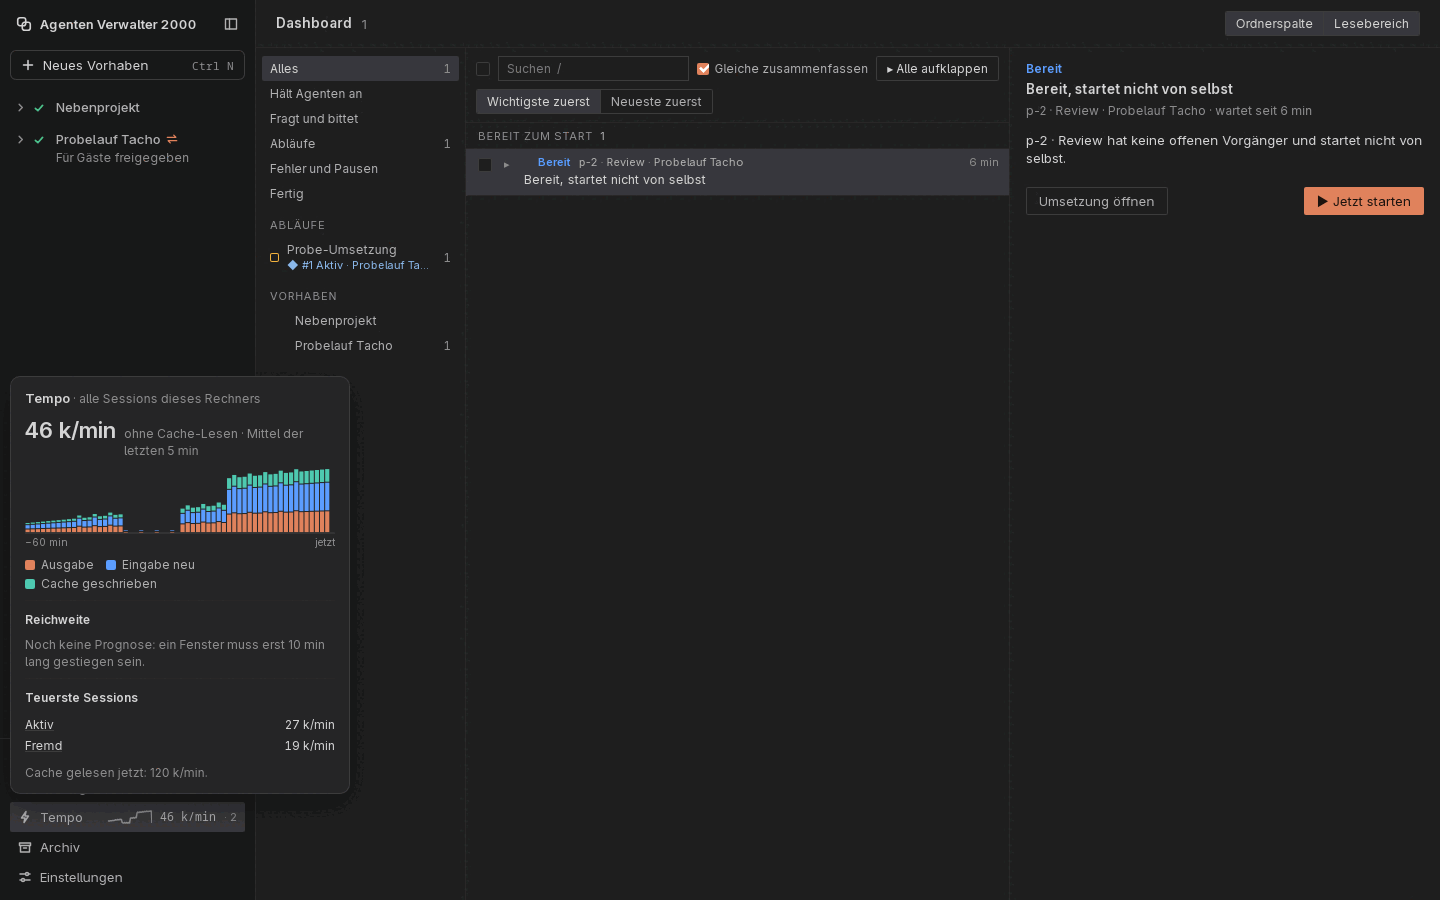 Agenten Verwalter 2000
Neues Vorhaben Ctrl N
Nebenprojekt
Probelauf Tacho
Für Gäste freigegeben
Dashboard 1
Ordnerspalte Lesebereich
Alles 1
Hält Agenten an
Fragt und bittet
Abläufe 1
Fehler und Pausen
Fertig
ABLÄUFE
Probe-Umsetzung
#1 Aktiv · Probelauf Ta... 1
VORHABEN
Nebenprojekt
Probelauf Tacho 1
Suchen / Gleiche zusammenfassen ▸ Alle aufklappen
Wichtigste zuerst Neueste zuerst
BEREIT ZUM START 1
Bereit p-2 · Review · Probelauf Tacho 6 min
Bereit, startet nicht von selbst
Bereit
Bereit, startet nicht von selbst
p-2 · Review · Probelauf Tacho · wartet seit 6 min
p-2 · Review hat keine offenen Vorgänger und startet nicht von
selbst.
Umsetzung öffnen ▶ Jetzt starten
Tempo · alle Sessions dieses Rechners
46 k/min ohne Cache-Lesen · Mittel der
letzten 5 min
−60 min jetzt
Ausgabe Eingabe neu
Cache geschrieben
Reichweite
Noch keine Prognose: ein Fenster muss erst 10 min
lang gestiegen sein.
Teuerste Sessions
Aktiv 27 k/min
Fremd 19 k/min
Cache gelesen jetzt: 120 k/min.
Tempo 46 k/min · 2
Archiv
Einstellungen